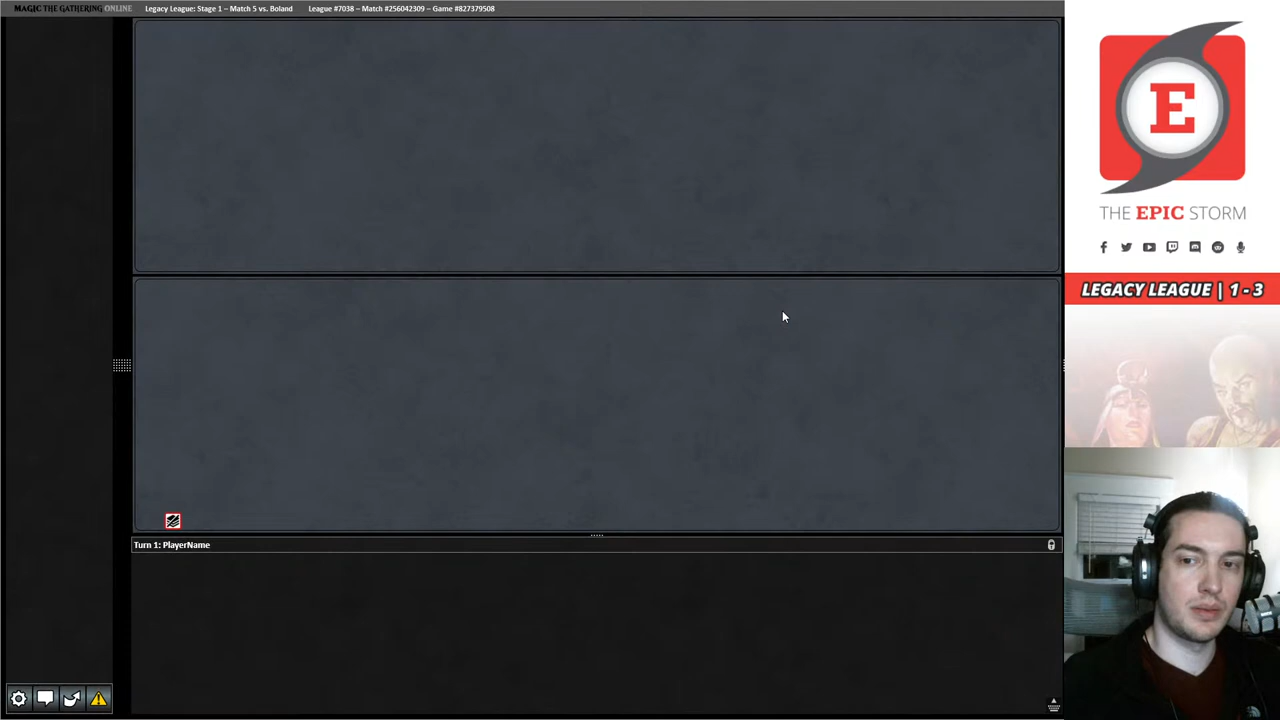 MAGIC THE GATHERING ONLINE
Legacy League: Stage 1 – Match 5 vs. Boland
League #7038 – Match #256042309 – Game #827379508
E
THE EPIC STORM
LEGACY LEAGUE | 1 - 3
Turn 1: PlayerName